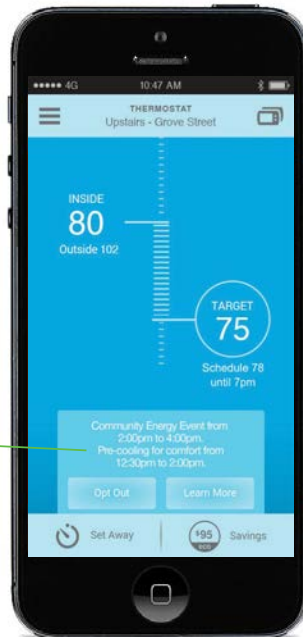 4G 10:47 AM
THERMOSTAT
Upstairs - Grove Street
INSIDE
80
Outside 102
TARGET
75
Schedule 78
until 7pm
Community Energy Event from
2:00pm to 4:00pm.
Pre-cooling for comfort from
12:30pm to 2:00pm.
Opt Out Learn More
Set Away $95 Savings